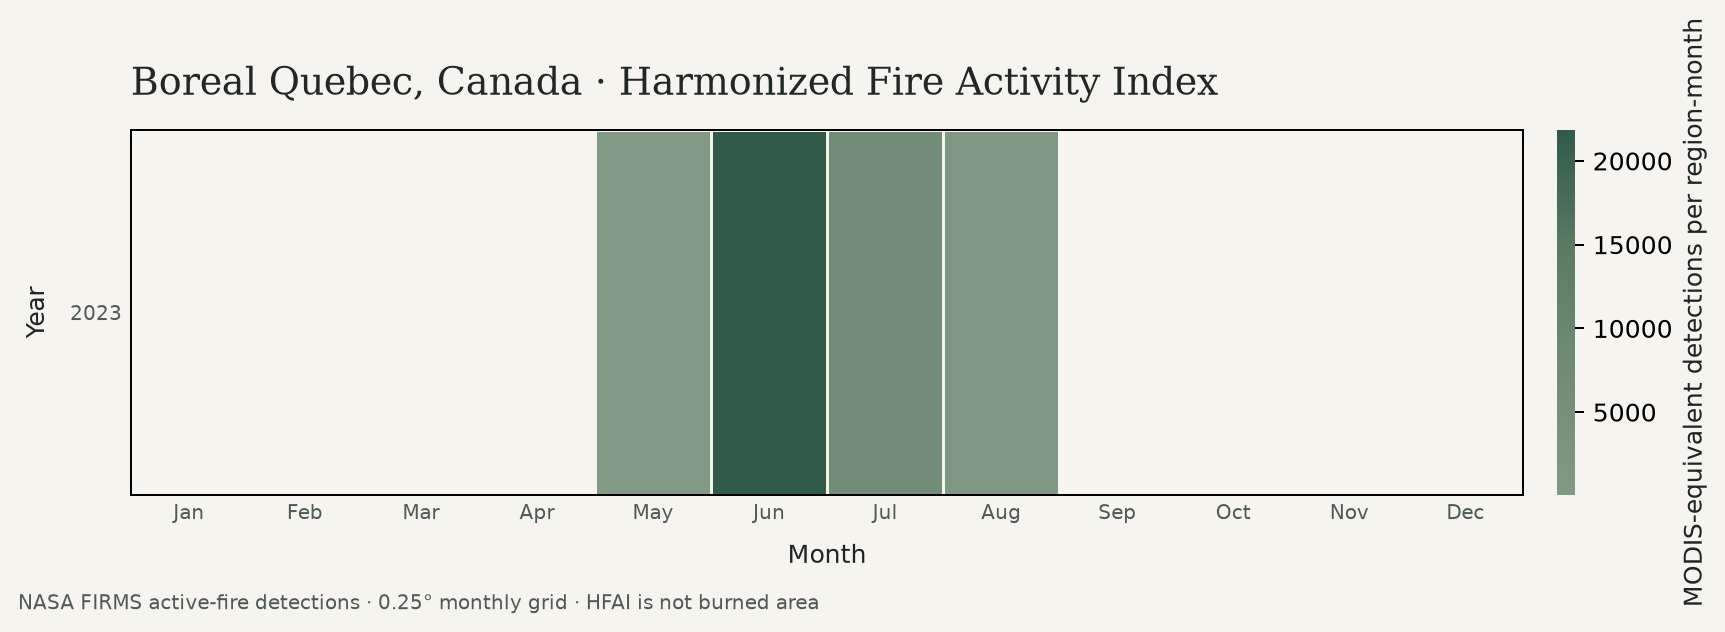 Boreal Quebec, Canada · Harmonized Fire Activity Index
Year
2023
Jan Feb Mar Apr May Jun Jul Aug Sep Oct Nov Dec
Month
20000
15000
10000
5000
MODIS-equivalent detections per region-month
NASA FIRMS active-fire detections · 0.25° monthly grid · HFAI is not burned area